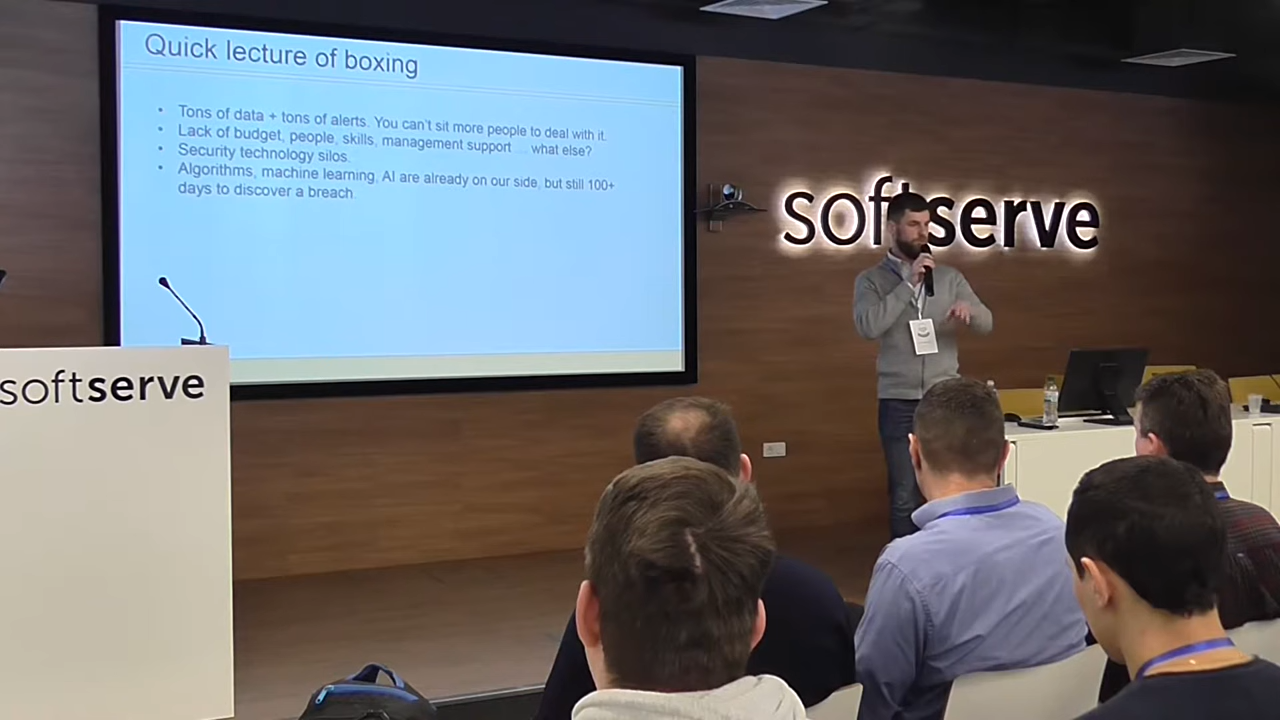 Quick lecture of boxing
• Tons of data + tons of alerts. You can't sit more people to deal with it.
• Lack of budget, people, skills, management support ... what else?
• Security technology silos.
• Algorithms, machine learning, AI are already on our side, but still 100+
days to discover a breach.
softserve
softserve